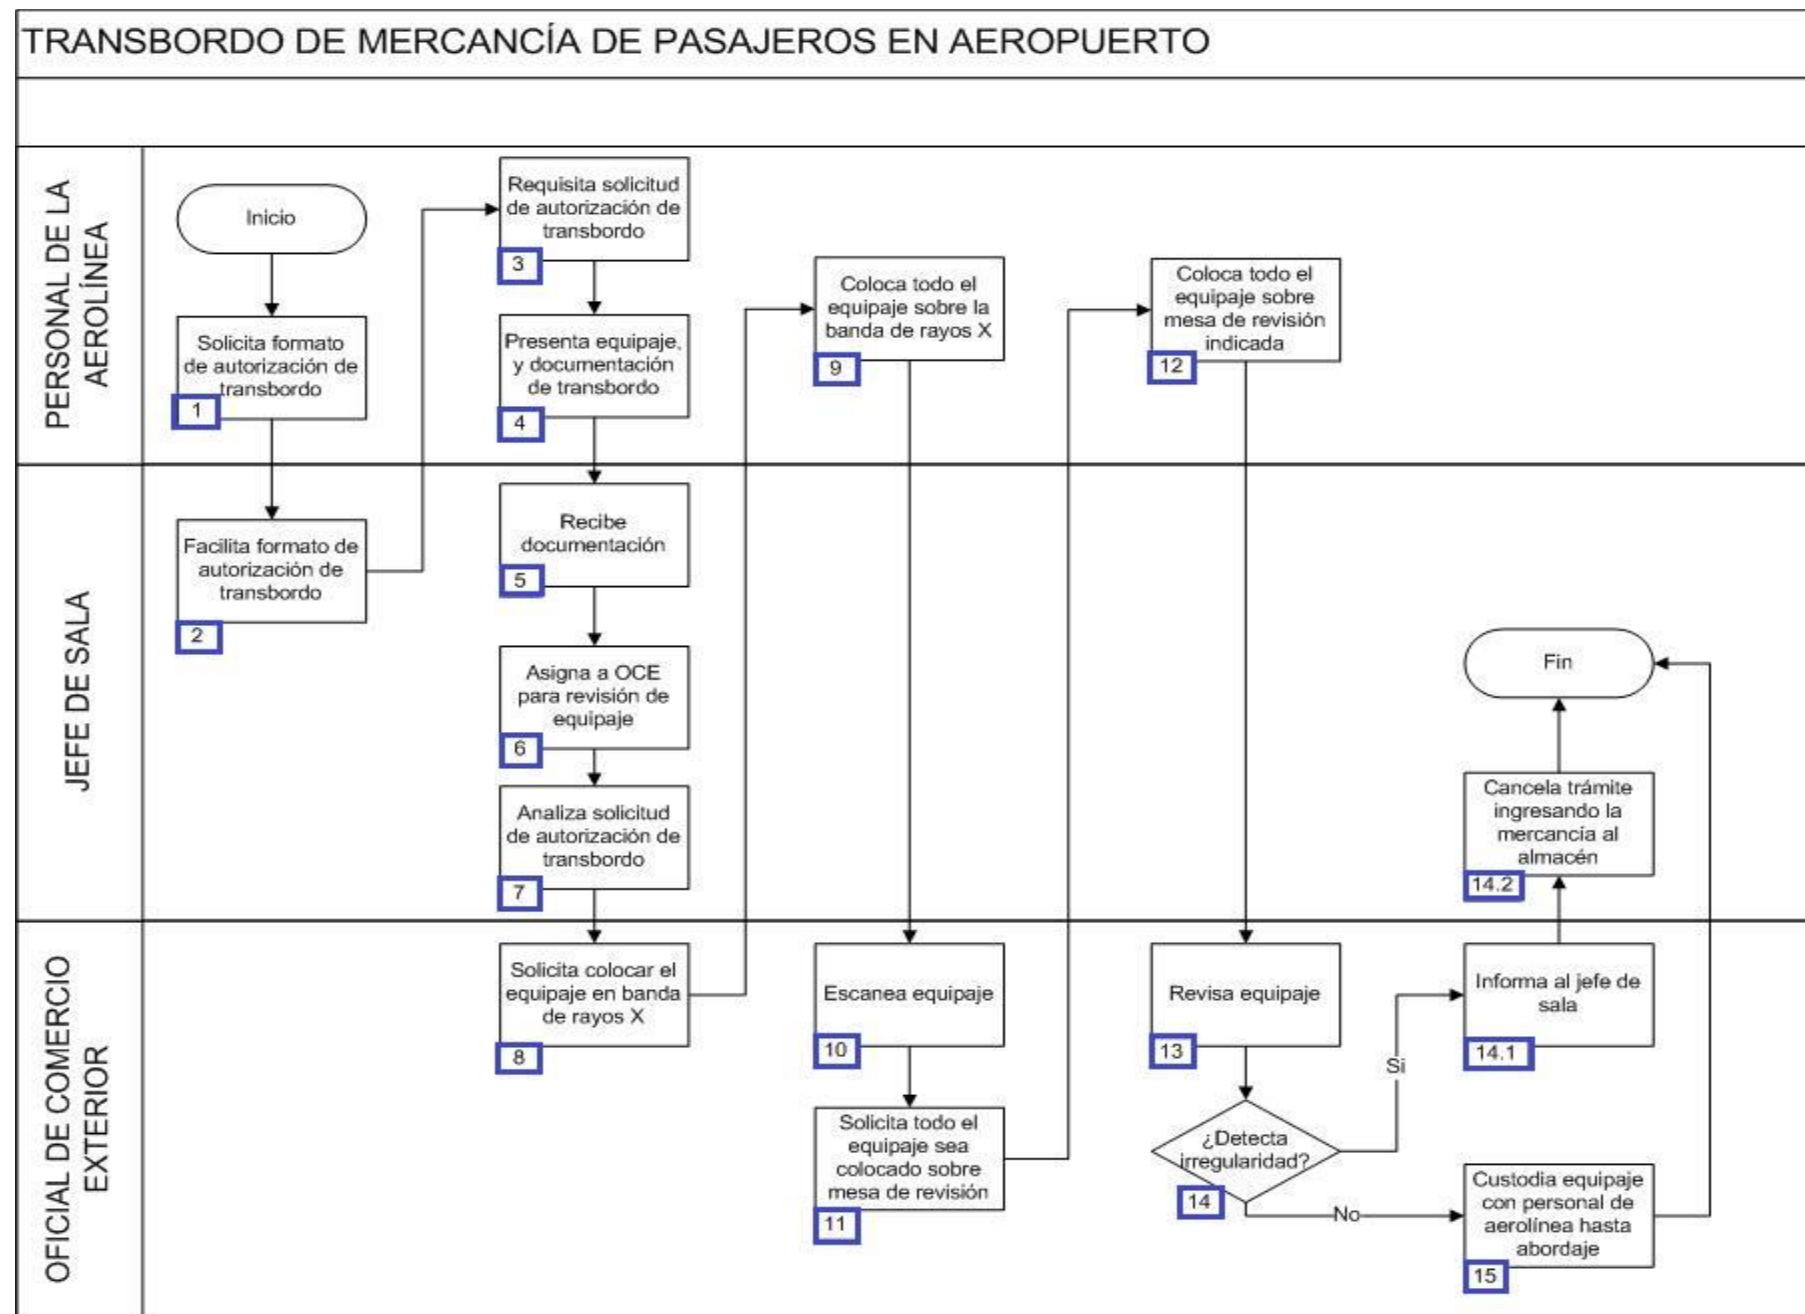 TRANSBORDO DE MERCANCÍA DE PASAJEROS EN AEROPUERTO
PERSONAL DE LA
AEROLÍNEA
Inicio
Solicita formato
de autorización de
transbordo
1
Requisita solicitud
de autorización de
transbordo
3
Presenta equipaje,
y documentación
de transbordo
4
Coloca todo el
equipaje sobre la
banda de rayos X
9
Coloca todo el
equipaje sobre
mesa de revisión
indicada
12
JEFE DE SALA
Facilita formato de
autorización de
transbordo
2
Recibe
documentación
5
Asigna a OCE
para revisión de
equipaje
6
Analiza solicitud
de autorización de
transbordo
7
Fin
Cancela trámite
ingresando la
mercancía al
almacén
14.2
OFICIAL DE COMERCIO
EXTERIOR
Solicita colocar el
equipaje en banda
de rayos X
8
Escanea equipaje
10
Solicita todo el
equipaje sea
colocado sobre
mesa de revisión
11
Revisa equipaje
13
¿Detecta
irregularidad?
14
Si
No
Informa al jefe de
sala
14.1
Custodia equipaje
con personal de
aerolínea hasta
abordaje
15